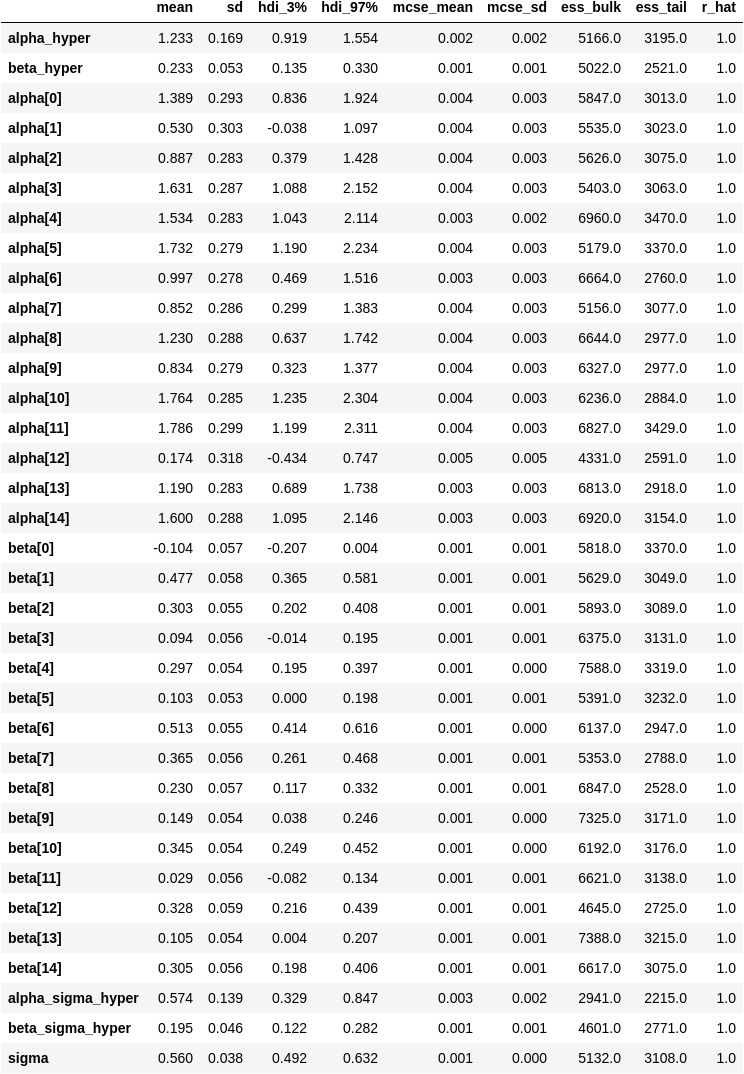 mean sd hdi_3% hdi_97% mcse_mean mcse_sd ess_bulk ess_tail r_hat
alpha_hyper 1.233 0.169 0.919 1.554 0.002 0.002 5166.0 3195.0 1.0
beta_hyper 0.233 0.053 0.135 0.330 0.001 0.001 5022.0 2521.0 1.0
alpha[0] 1.389 0.293 0.836 1.924 0.004 0.003 5847.0 3013.0 1.0
alpha[1] 0.530 0.303 -0.038 1.097 0.004 0.003 5535.0 3023.0 1.0
alpha[2] 0.887 0.283 0.379 1.428 0.004 0.003 5626.0 3075.0 1.0
alpha[3] 1.631 0.287 1.088 2.152 0.004 0.003 5403.0 3063.0 1.0
alpha[4] 1.534 0.283 1.043 2.114 0.003 0.002 6960.0 3470.0 1.0
alpha[5] 1.732 0.279 1.190 2.234 0.004 0.003 5179.0 3370.0 1.0
alpha[6] 0.997 0.278 0.469 1.516 0.003 0.003 6664.0 2760.0 1.0
alpha[7] 0.852 0.286 0.299 1.383 0.004 0.003 5156.0 3077.0 1.0
alpha[8] 1.230 0.288 0.637 1.742 0.004 0.003 6644.0 2977.0 1.0
alpha[9] 0.834 0.279 0.323 1.377 0.004 0.003 6327.0 2977.0 1.0
alpha[10] 1.764 0.285 1.235 2.304 0.004 0.003 6236.0 2884.0 1.0
alpha[11] 1.786 0.299 1.199 2.311 0.004 0.003 6827.0 3429.0 1.0
alpha[12] 0.174 0.318 -0.434 0.747 0.005 0.005 4331.0 2591.0 1.0
alpha[13] 1.190 0.283 0.689 1.738 0.003 0.003 6813.0 2918.0 1.0
alpha[14] 1.600 0.288 1.095 2.146 0.003 0.003 6920.0 3154.0 1.0
beta[0] -0.104 0.057 -0.207 0.004 0.001 0.001 5818.0 3370.0 1.0
beta[1] 0.477 0.058 0.365 0.581 0.001 0.001 5629.0 3049.0 1.0
beta[2] 0.303 0.055 0.202 0.408 0.001 0.001 5893.0 3089.0 1.0
beta[3] 0.094 0.056 -0.014 0.195 0.001 0.001 6375.0 3131.0 1.0
beta[4] 0.297 0.054 0.195 0.397 0.001 0.000 7588.0 3319.0 1.0
beta[5] 0.103 0.053 0.000 0.198 0.001 0.001 5391.0 3232.0 1.0
beta[6] 0.513 0.055 0.414 0.616 0.001 0.000 6137.0 2947.0 1.0
beta[7] 0.365 0.056 0.261 0.468 0.001 0.001 5353.0 2788.0 1.0
beta[8] 0.230 0.057 0.117 0.332 0.001 0.001 6847.0 2528.0 1.0
beta[9] 0.149 0.054 0.038 0.246 0.001 0.000 7325.0 3171.0 1.0
beta[10] 0.345 0.054 0.249 0.452 0.001 0.000 6192.0 3176.0 1.0
beta[11] 0.029 0.056 -0.082 0.134 0.001 0.001 6621.0 3138.0 1.0
beta[12] 0.328 0.059 0.216 0.439 0.001 0.001 4645.0 2725.0 1.0
beta[13] 0.105 0.054 0.004 0.207 0.001 0.001 7388.0 3215.0 1.0
beta[14] 0.305 0.056 0.198 0.406 0.001 0.001 6617.0 3075.0 1.0
alpha_sigma_hyper 0.574 0.139 0.329 0.847 0.003 0.002 2941.0 2215.0 1.0
beta_sigma_hyper 0.195 0.046 0.122 0.282 0.001 0.001 4601.0 2771.0 1.0
sigma 0.560 0.038 0.492 0.632 0.001 0.000 5132.0 3108.0 1.0